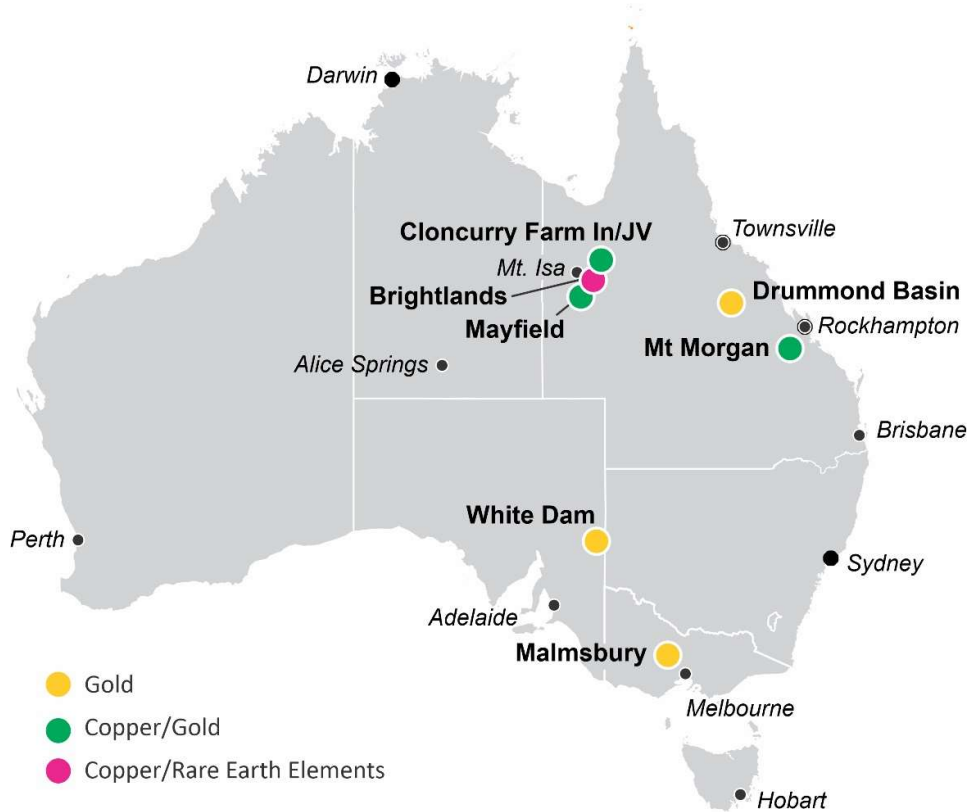 Darwin
Cloncurry Farm In/JV
Townsville
Mt. Isa
Brightlands
Drummond Basin
Mayfield
Rockhampton
Mt Morgan
Alice Springs
Brisbane
White Dam
Perth
Sydney
Adelaide
Malmsbury
Gold
Melbourne
Copper/Gold
Copper/Rare Earth Elements
Hobart